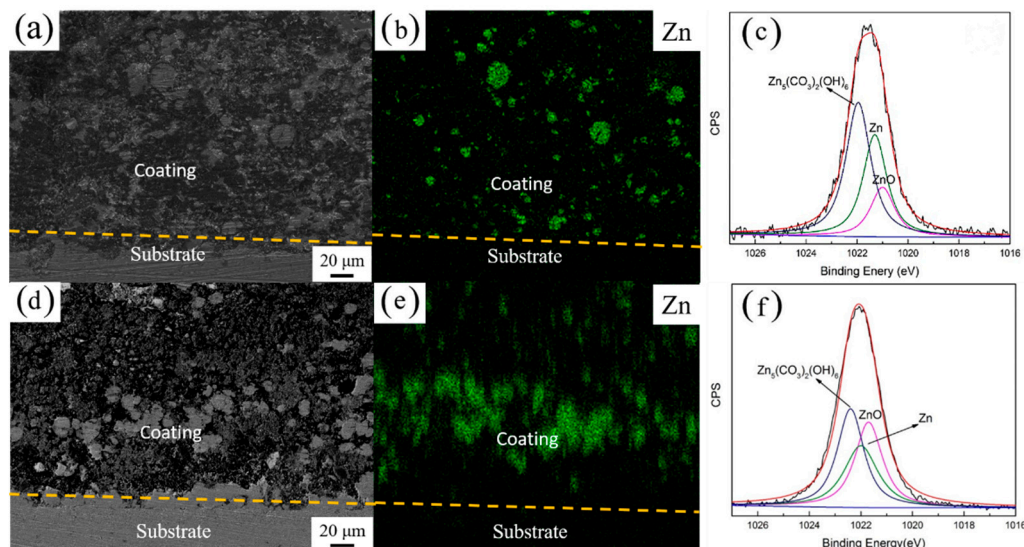 (a)
Coating
Substrate
20 μm
(b)
Zn
Coating
Substrate
(c)
CPS
Zn₅(CO₃)₂(OH)₆
Zn
ZnO
1026 1024 1022 1020 1018 1016
Binding Enery (eV)
(d)
Coating
Substrate
20 μm
(e)
Zn
Coating
Substrate
(f)
CPS
Zn₅(CO₃)₂(OH)₆
ZnO
Zn
1026 1024 1022 1020 1018 1016
Binding Energy(eV)